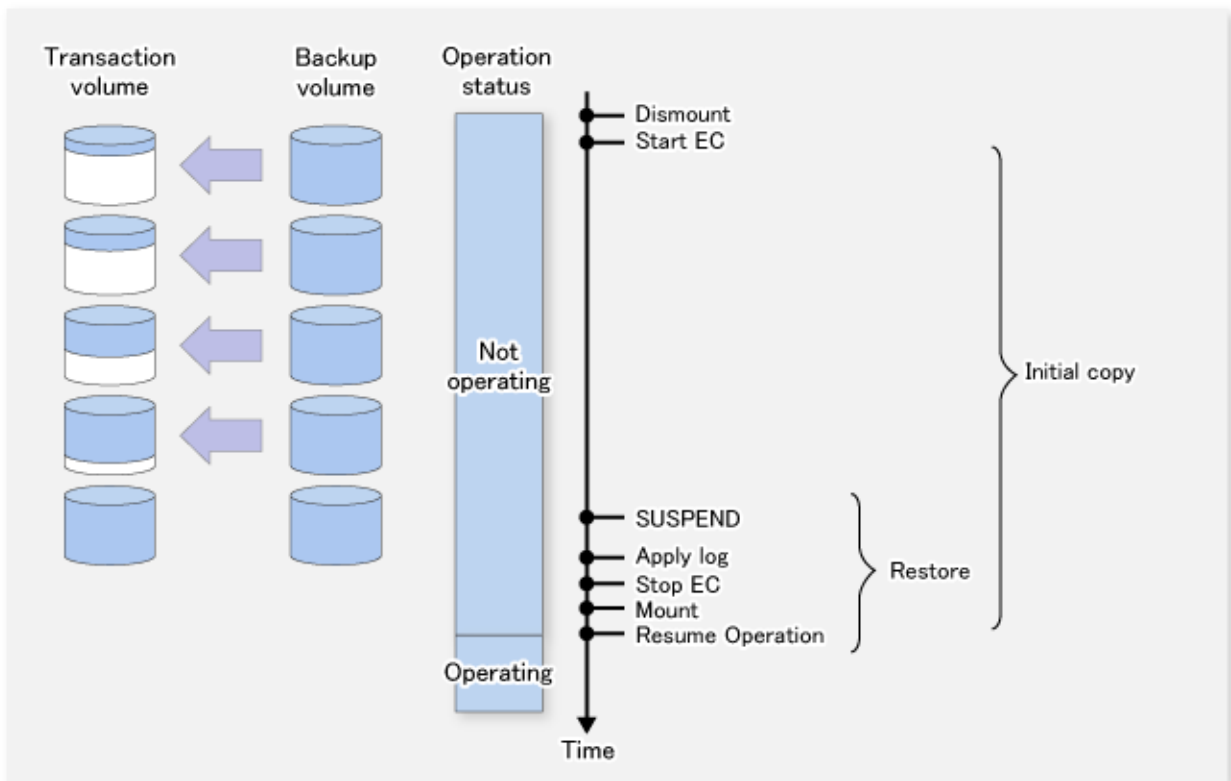 Transaction
volume
Backup
volume
Operation
status
Dismount
Start EC
Not
operating
Initial copy
SUSPEND
Apply log
Stop EC
Mount
Resume Operation
Restore
Operating
Time